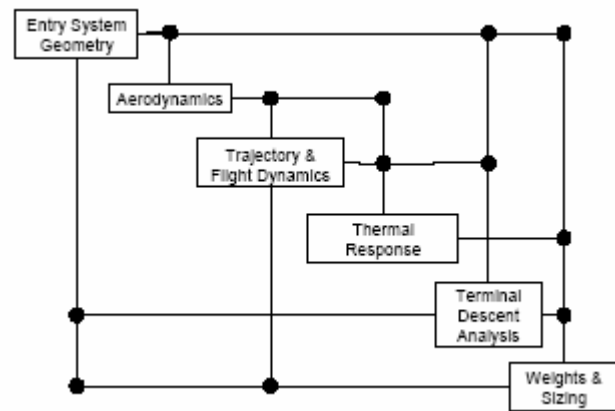 Entry System
Geometry
Aerodynamics
Trajectory &
Flight Dynamics
Thermal
Response
Terminal
Descent
Analysis
Weights &
Sizing